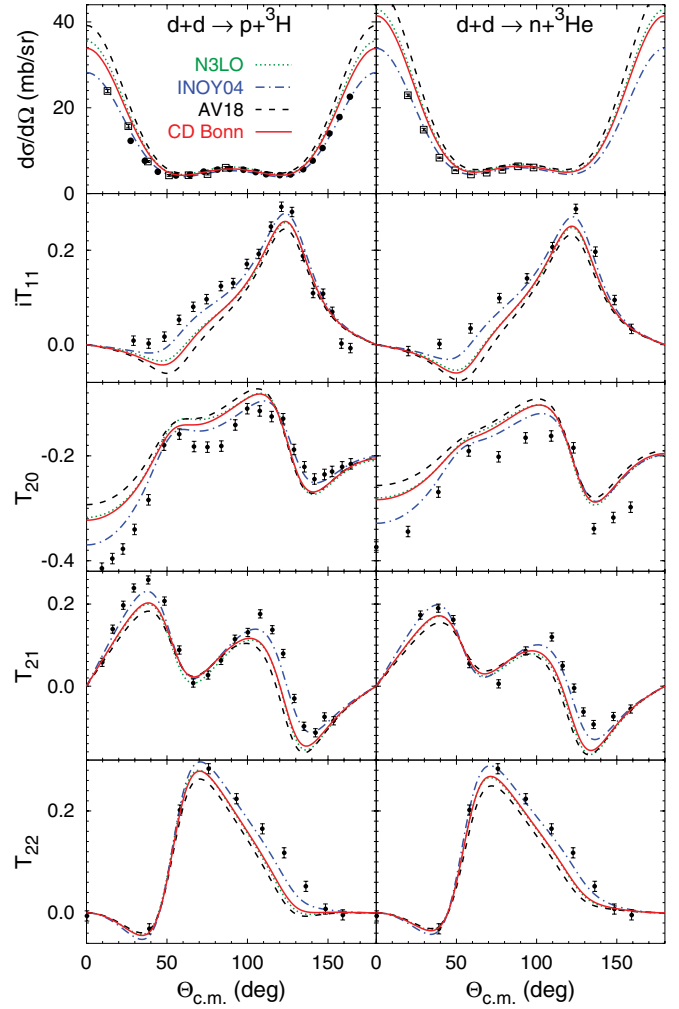 d+d → p+³H
d+d → n+³He
dσ/dΩ (mb/sr)
40
20
0
N3LO
INOY04
AV18
CD Bonn
iT₁₁
0.2
0.0
T₂₀
-0.2
-0.4
T₂₁
0.2
0.0
T₂₂
0.2
0.0
0 50 100 150 0 50 100 150
Θc.m. (deg) Θc.m. (deg)